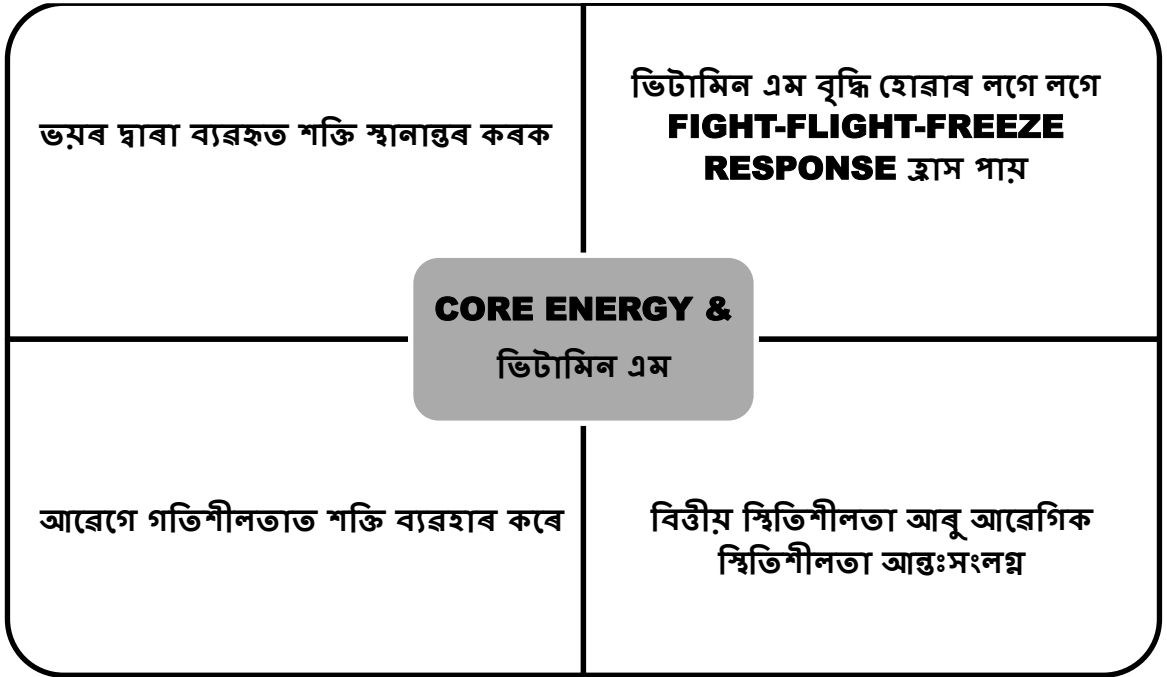 ভয়ৰ দ্বাৰা ব্যৱহৃত শক্তি স্থানান্তৰ কৰক
ভিটামিন এম বৃদ্ধি হোৱাৰ লগে লগে
FIGHT-FLIGHT-FREEZE
RESPONSE হ্ৰাস পায়
CORE ENERGY &
ভিটামিন এম
আৱেগে গতিশীলতাত শক্তি ব্যৱহাৰ কৰে
বিত্তীয় স্থিতিশীলতা আৰু আৱেগিক
স্থিতিশীলতা আন্তঃসংলগ্ন